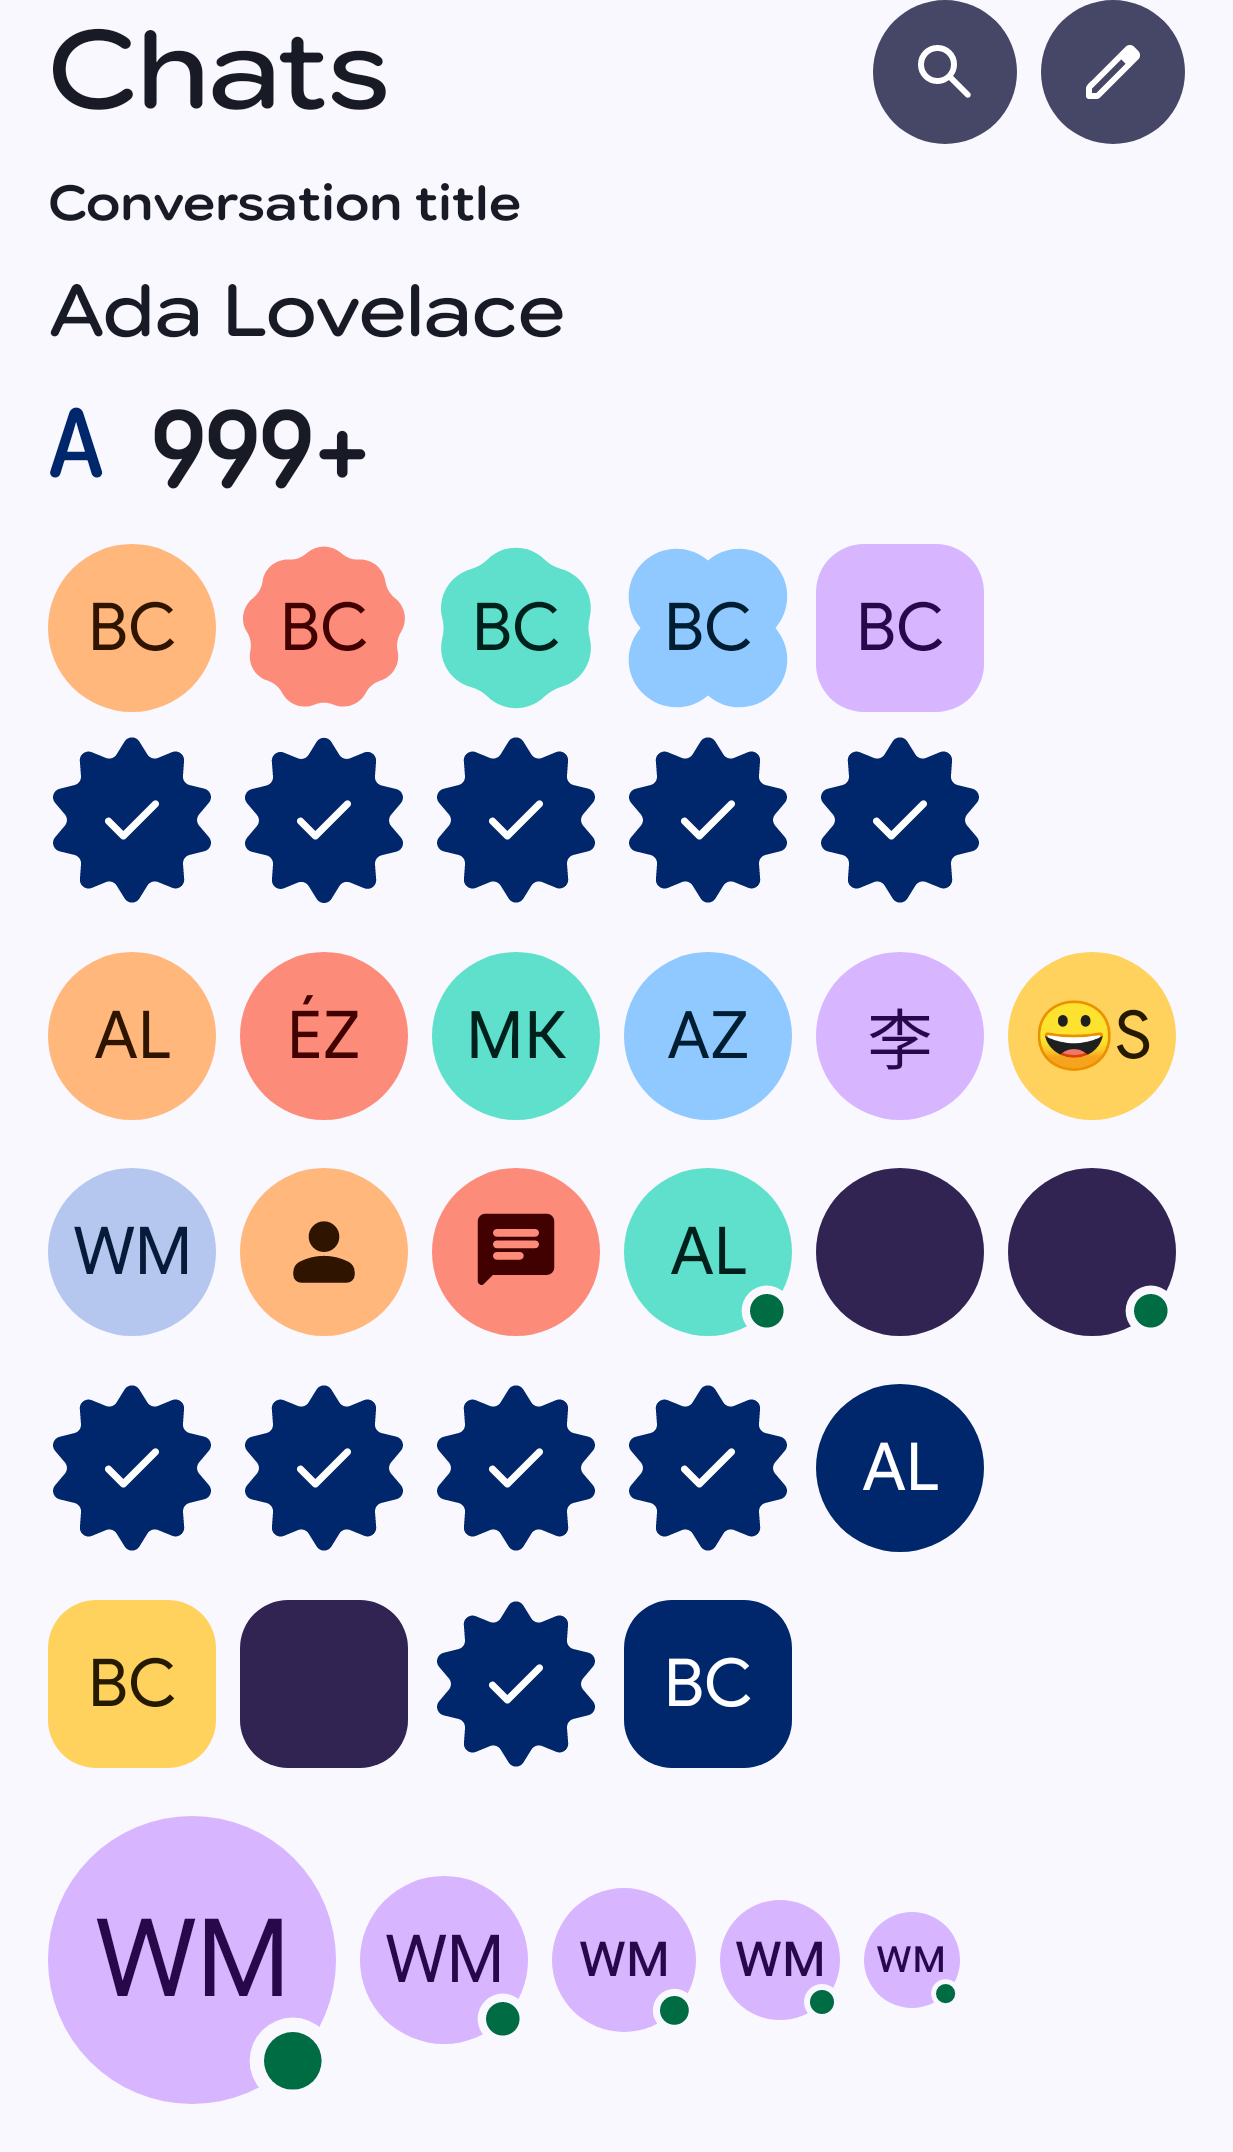 Chats
Conversation title
Ada Lovelace
A 999+
BC BC BC BC BC
AL ÉZ MK AZ 李 😀S
WM AL
AL
BC BC
WM WM WM WM WM